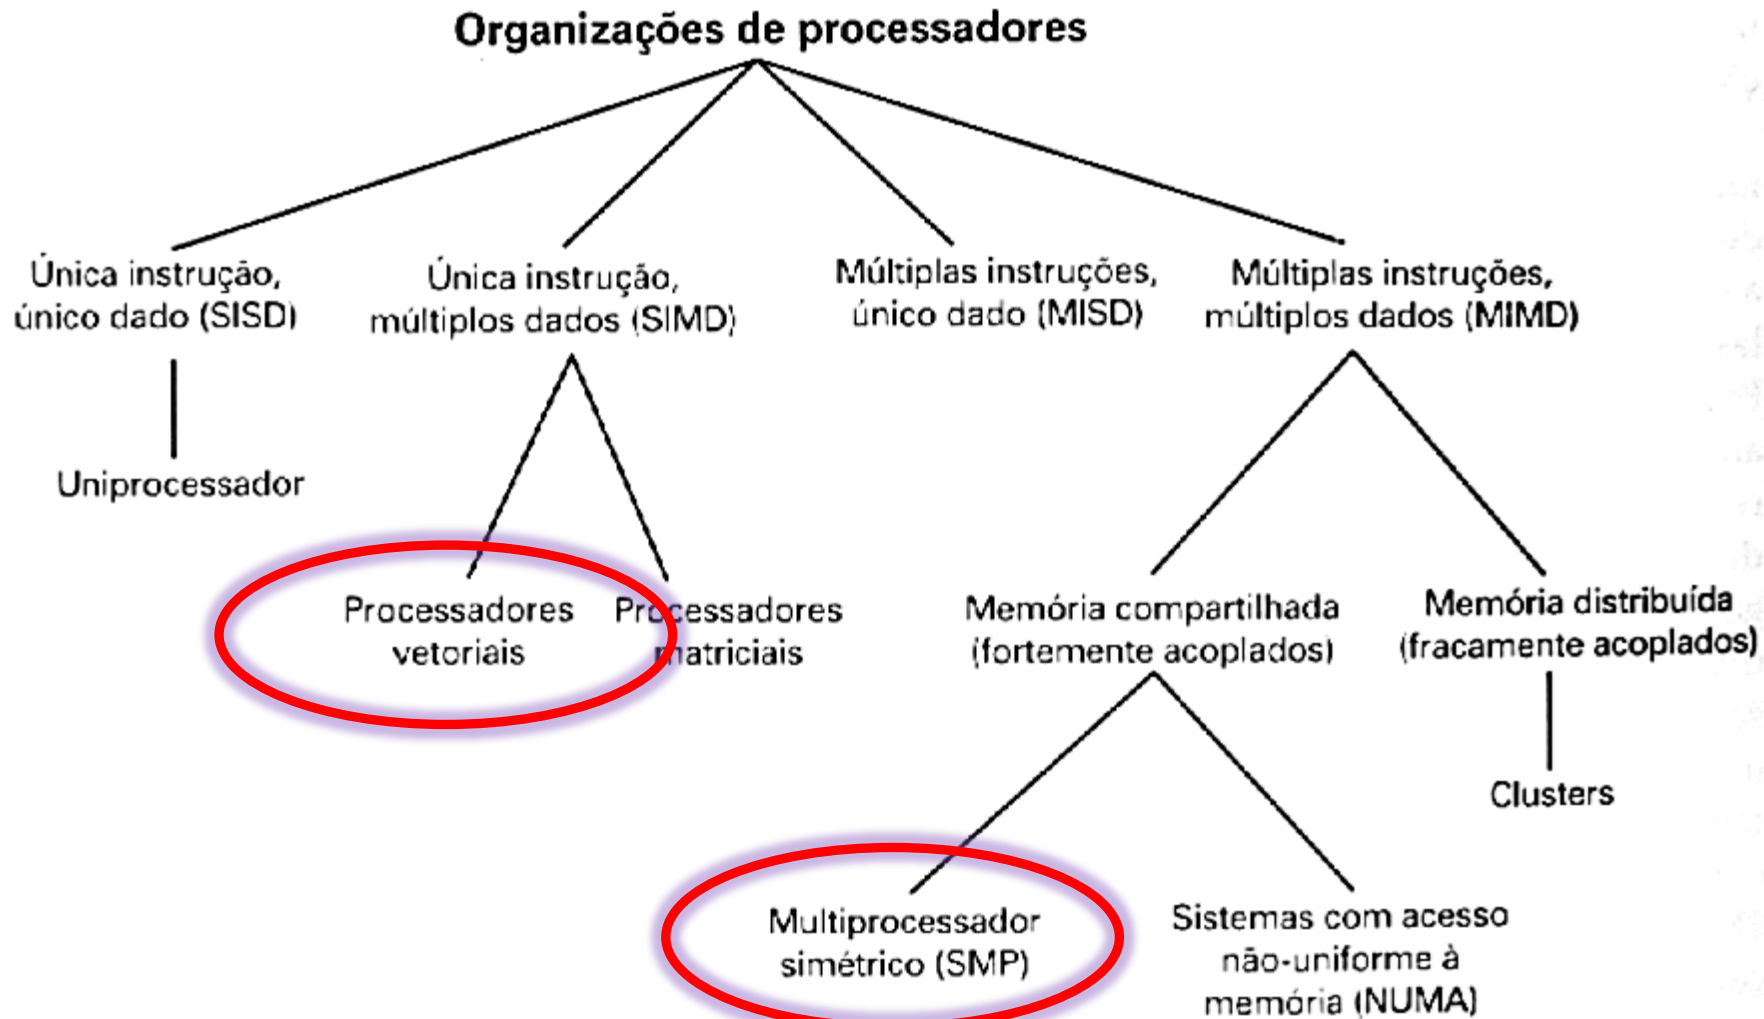 Organizações de processadores
Única instrução,
único dado (SISD)
Única instrução,
múltiplos dados (SIMD)
Múltiplas instruções,
único dado (MISD)
Múltiplas instruções,
múltiplos dados (MIMD)
Uniprocessador
Processadores
vetoriais
Processadores
matriciais
Memória compartilhada
(fortemente acoplados)
Memória distribuída
(fracamente acoplados)
Clusters
Multiprocessador
simétrico (SMP)
Sistemas com acesso
não-uniforme à
memória (NUMA)